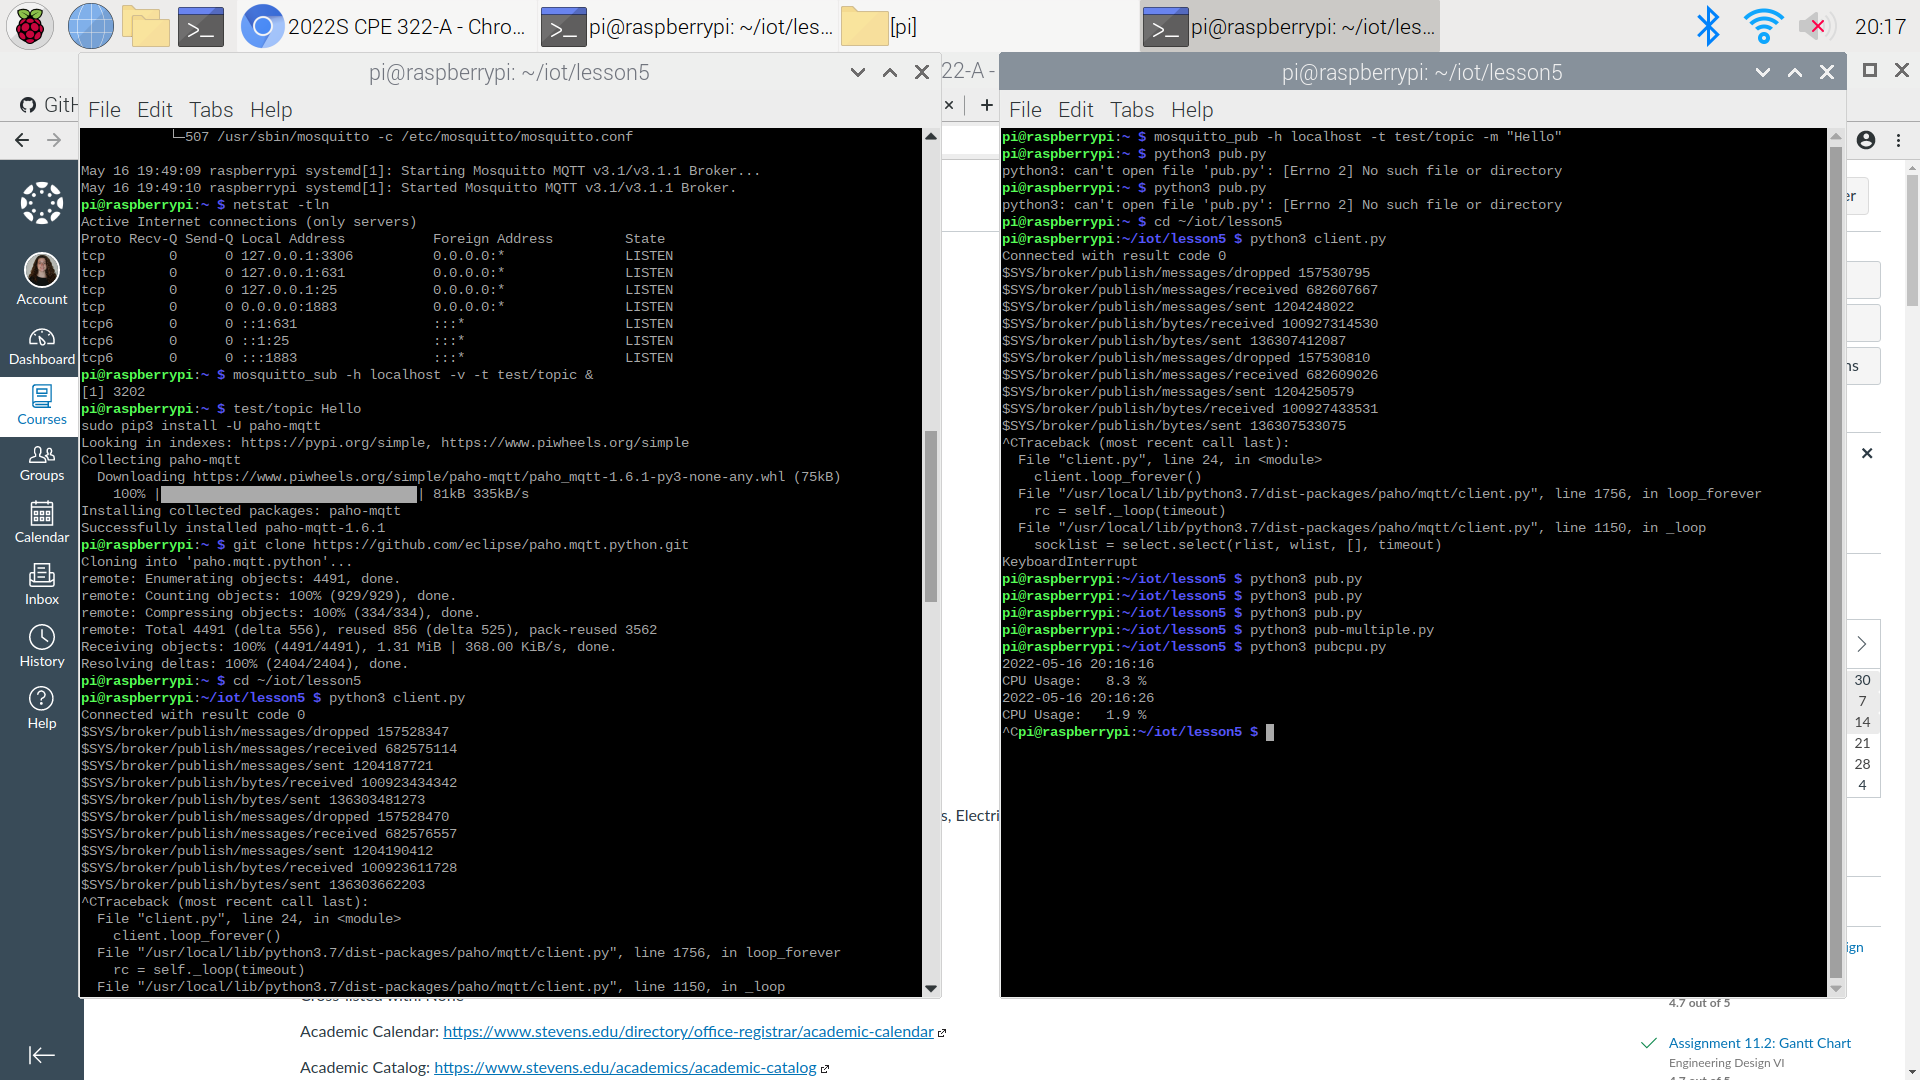 2022S CPE 322-A - Chro...
pi@raspberrypi: ~/iot/les...
[pi]
pi@raspberrypi: ~/iot/les...
20:17
pi@raspberrypi: ~/iot/lesson5
File Edit Tabs Help
└─507 /usr/sbin/mosquitto -c /etc/mosquitto/mosquitto.conf
May 16 19:49:09 raspberrypi systemd[1]: Starting Mosquitto MQTT v3.1/v3.1.1 Broker...
May 16 19:49:10 raspberrypi systemd[1]: Started Mosquitto MQTT v3.1/v3.1.1 Broker.
pi@raspberrypi:~ $ netstat -tln
Active Internet connections (only servers)
Proto Recv-Q Send-Q Local Address Foreign Address State
tcp 0 0 127.0.0.1:3306 0.0.0.0:* LISTEN
tcp 0 0 127.0.0.1:631 0.0.0.0:* LISTEN
tcp 0 0 127.0.0.1:25 0.0.0.0:* LISTEN
tcp 0 0 0.0.0.0:1883 0.0.0.0:* LISTEN
tcp6 0 0 ::1:631 :::* LISTEN
tcp6 0 0 ::1:25 :::* LISTEN
tcp6 0 0 :::1883 :::* LISTEN
pi@raspberrypi:~ $ mosquitto_sub -h localhost -v -t test/topic &
[1] 3202
pi@raspberrypi:~ $ test/topic Hello
sudo pip3 install -U paho-mqtt
Looking in indexes: https://pypi.org/simple, https://www.piwheels.org/simple
Collecting paho-mqtt
Downloading https://www.piwheels.org/simple/paho-mqtt/paho_mqtt-1.6.1-py3-none-any.whl (75kB)
100% |████████████████████████████████| 81kB 335kB/s
Installing collected packages: paho-mqtt
Successfully installed paho-mqtt-1.6.1
pi@raspberrypi:~ $ git clone https://github.com/eclipse/paho.mqtt.python.git
Cloning into 'paho.mqtt.python'...
remote: Enumerating objects: 4491, done.
remote: Counting objects: 100% (929/929), done.
remote: Compressing objects: 100% (334/334), done.
remote: Total 4491 (delta 556), reused 856 (delta 525), pack-reused 3562
Receiving objects: 100% (4491/4491), 1.31 MiB | 368.00 KiB/s, done.
Resolving deltas: 100% (2404/2404), done.
pi@raspberrypi:~ $ cd ~/iot/lesson5
pi@raspberrypi:~/iot/lesson5 $ python3 client.py
Connected with result code 0
$SYS/broker/publish/messages/dropped 157528347
$SYS/broker/publish/messages/received 682575114
$SYS/broker/publish/messages/sent 1204187721
$SYS/broker/publish/bytes/received 100923434342
$SYS/broker/publish/bytes/sent 136303481273
$SYS/broker/publish/messages/dropped 157528470
$SYS/broker/publish/messages/received 682576557
$SYS/broker/publish/messages/sent 1204190412
$SYS/broker/publish/bytes/received 100923611728
$SYS/broker/publish/bytes/sent 136303662203
^CTraceback (most recent call last):
File "client.py", line 24, in <module>
client.loop_forever()
File "/usr/local/lib/python3.7/dist-packages/paho/mqtt/client.py", line 1756, in loop_forever
rc = self._loop(timeout)
File "/usr/local/lib/python3.7/dist-packages/paho/mqtt/client.py", line 1150, in _loop
pi@raspberrypi: ~/iot/lesson5
File Edit Tabs Help
pi@raspberrypi:~ $ mosquitto_pub -h localhost -t test/topic -m "Hello"
pi@raspberrypi:~ $ python3 pub.py
python3: can't open file 'pub.py': [Errno 2] No such file or directory
pi@raspberrypi:~ $ python3 pub.py
python3: can't open file 'pub.py': [Errno 2] No such file or directory
pi@raspberrypi:~ $ cd ~/iot/lesson5
pi@raspberrypi:~/iot/lesson5 $ python3 client.py
Connected with result code 0
$SYS/broker/publish/messages/dropped 157530795
$SYS/broker/publish/messages/received 682607667
$SYS/broker/publish/messages/sent 1204248022
$SYS/broker/publish/bytes/received 100927314530
$SYS/broker/publish/bytes/sent 136307412087
$SYS/broker/publish/messages/dropped 157530810
$SYS/broker/publish/messages/received 682609026
$SYS/broker/publish/messages/sent 1204250579
$SYS/broker/publish/bytes/received 100927433531
$SYS/broker/publish/bytes/sent 136307533075
^CTraceback (most recent call last):
File "client.py", line 24, in <module>
client.loop_forever()
File "/usr/local/lib/python3.7/dist-packages/paho/mqtt/client.py", line 1756, in loop_forever
rc = self._loop(timeout)
File "/usr/local/lib/python3.7/dist-packages/paho/mqtt/client.py", line 1150, in _loop
socklist = select.select(rlist, wlist, [], timeout)
KeyboardInterrupt
pi@raspberrypi:~/iot/lesson5 $ python3 pub.py
pi@raspberrypi:~/iot/lesson5 $ python3 pub.py
pi@raspberrypi:~/iot/lesson5 $ python3 pub.py
pi@raspberrypi:~/iot/lesson5 $ python3 pub-multiple.py
pi@raspberrypi:~/iot/lesson5 $ python3 pubcpu.py
2022-05-16 20:16:16
CPU Usage: 8.3 %
2022-05-16 20:16:26
CPU Usage: 1.9 %
^Cpi@raspberrypi:~/iot/lesson5 $
GitH
22-A -
Account
Dashboard
Courses
Groups
Calendar
Inbox
History
Help
er
ns
30
7
14
21
28
4
s, Electri
ign
4.7 out of 5
Academic Calendar: https://www.stevens.edu/directory/office-registrar/academic-calendar
Academic Catalog: https://www.stevens.edu/academics/academic-catalog
Assignment 11.2: Gantt Chart
Engineering Design VI